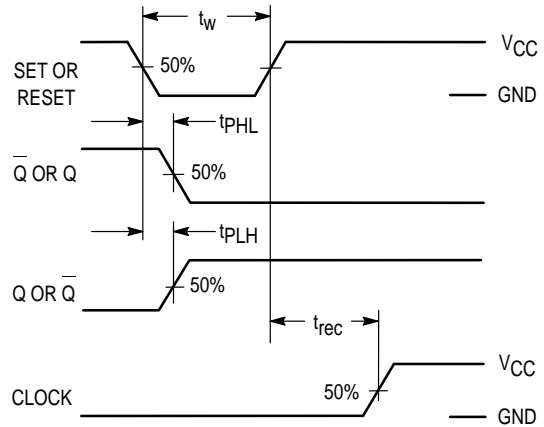 tw
VCC
SET OR
RESET
50%
GND
tPHL
Q OR Q
50%
tPLH
Q OR Q
50%
trec
VCC
50%
CLOCK
GND